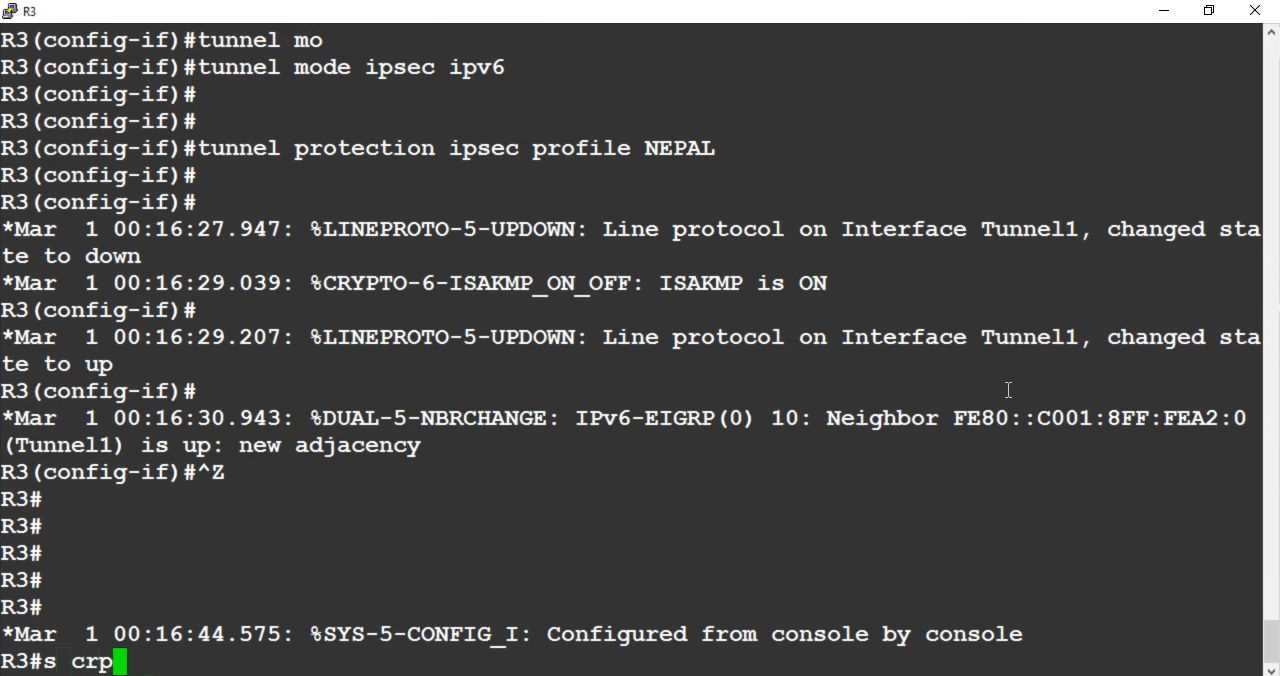 R3
R3(config-if)#tunnel mo
R3(config-if)#tunnel mode ipsec ipv6
R3(config-if)#
R3(config-if)#
R3(config-if)#tunnel protection ipsec profile NEPAL
R3(config-if)#
R3(config-if)#
*Mar  1 00:16:27.947: %LINEPROTO-5-UPDOWN: Line protocol on Interface Tunnel1, changed sta
te to down
*Mar  1 00:16:29.039: %CRYPTO-6-ISAKMP_ON_OFF: ISAKMP is ON
R3(config-if)#
*Mar  1 00:16:29.207: %LINEPROTO-5-UPDOWN: Line protocol on Interface Tunnel1, changed sta
te to up
R3(config-if)#
*Mar  1 00:16:30.943: %DUAL-5-NBRCHANGE: IPv6-EIGRP(0) 10: Neighbor FE80::C001:8FF:FEA2:0
(Tunnel1) is up: new adjacency
R3(config-if)#^Z
R3#
R3#
R3#
R3#
R3#
*Mar  1 00:16:44.575: %SYS-5-CONFIG_I: Configured from console by console
R3#s crp